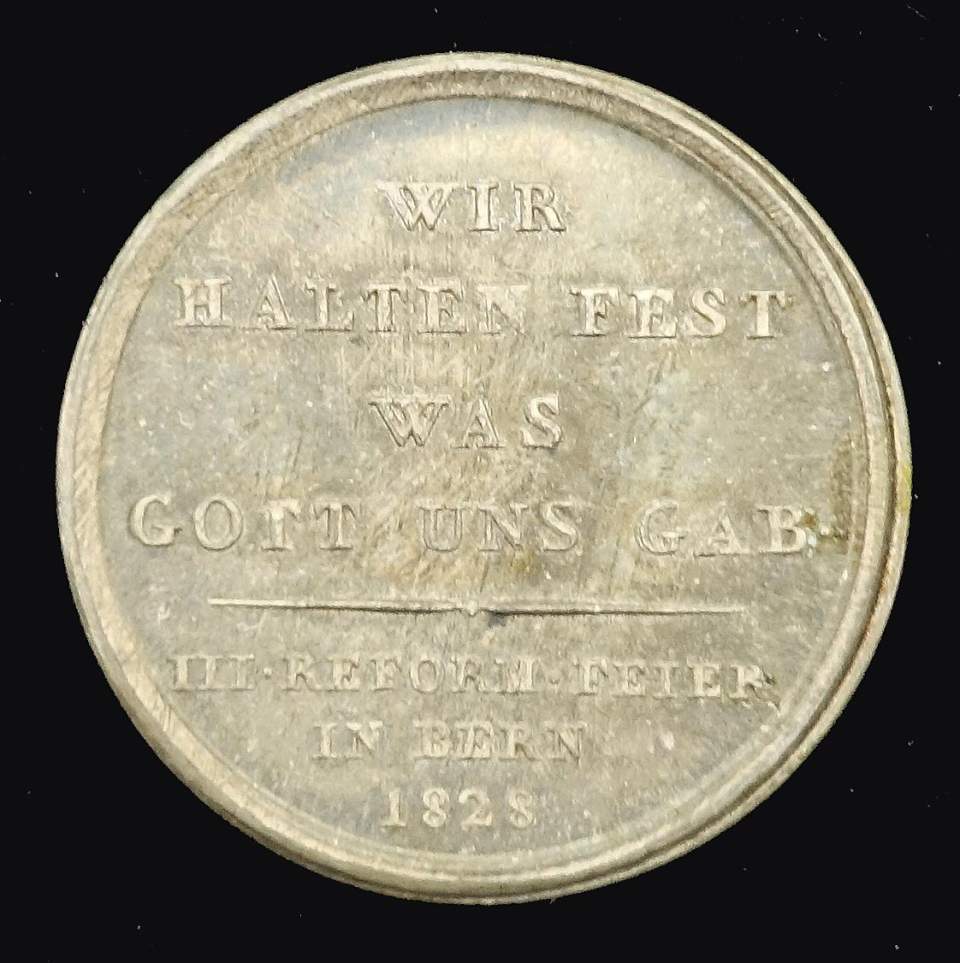 WIR
HALTEN FEST
WAS
GOTT UNS GAB·
III·REFORM·FEIER
IN BERN
1828